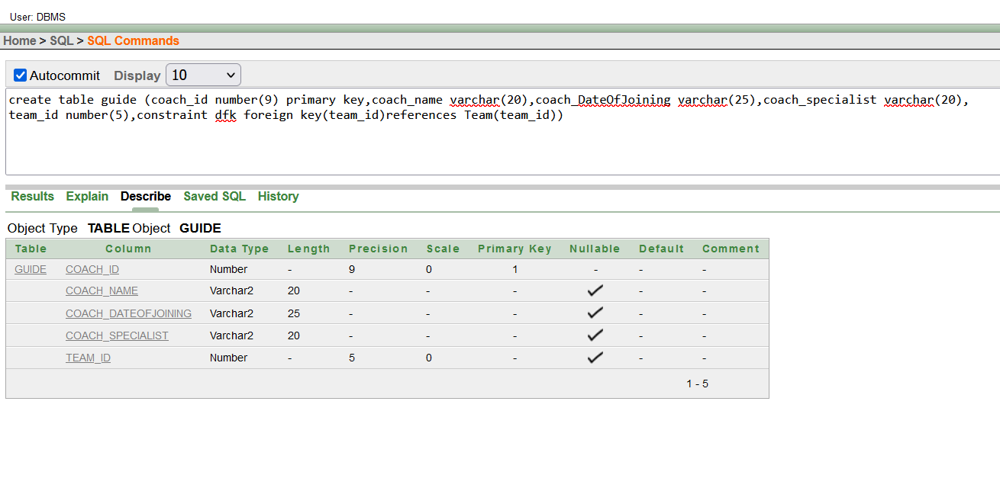 User: DBMS
Home > SQL > SQL Commands
Autocommit Display 10
create table guide (coach_id number(9) primary key,coach_name varchar(20),coach_DateOfJoining varchar(25),coach_specialist varchar(20),
team_id number(5),constraint dfk foreign key(team_id)references Team(team_id))
Results Explain Describe Saved SQL History
Object Type TABLE Object GUIDE
Table Column Data Type Length Precision Scale Primary Key Nullable Default Comment
GUIDE COACH_ID Number - 9 0 1 - - -
COACH_NAME Varchar2 20 - - - ✓ - -
COACH_DATEOFJOINING Varchar2 25 - - - ✓ - -
COACH_SPECIALIST Varchar2 20 - - - ✓ - -
TEAM_ID Number - 5 0 - ✓ - -
1 - 5